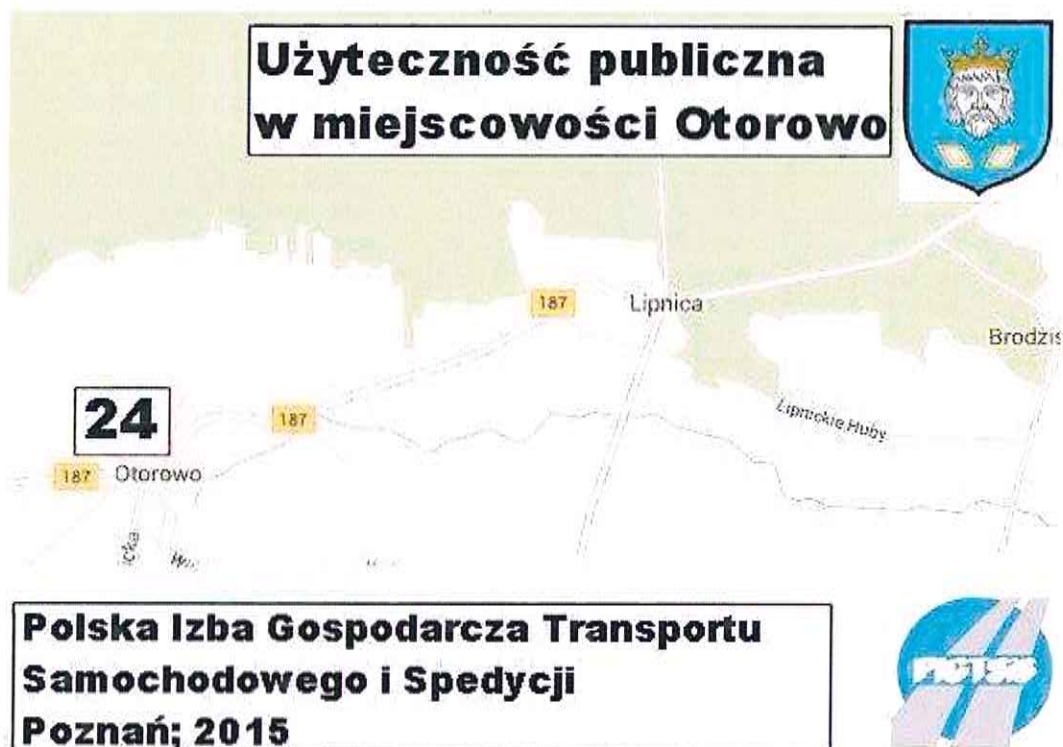 Użyteczność publiczna
w miejscowości Otorowo
187
Lipnica
Brodzis
24
187
Lipnickie Huby
187
Otorowo
icka
Polska Izba Gospodarcza Transportu
Samochodowego i Spedycji
Poznań; 2015